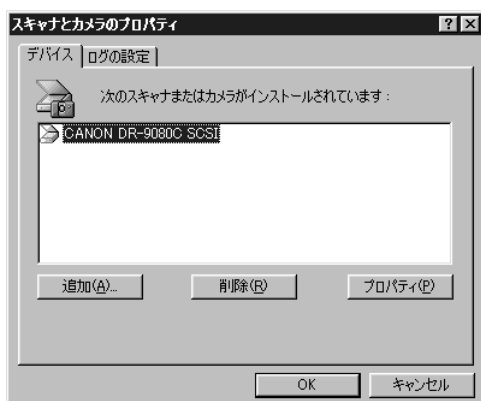 スキャナとカメラのプロパティ
デバイス ログの設定
次のスキャナまたはカメラがインストールされています：
CANON DR-9080C SCSI
追加(A)... 削除(R) プロパティ(P)
OK キャンセル